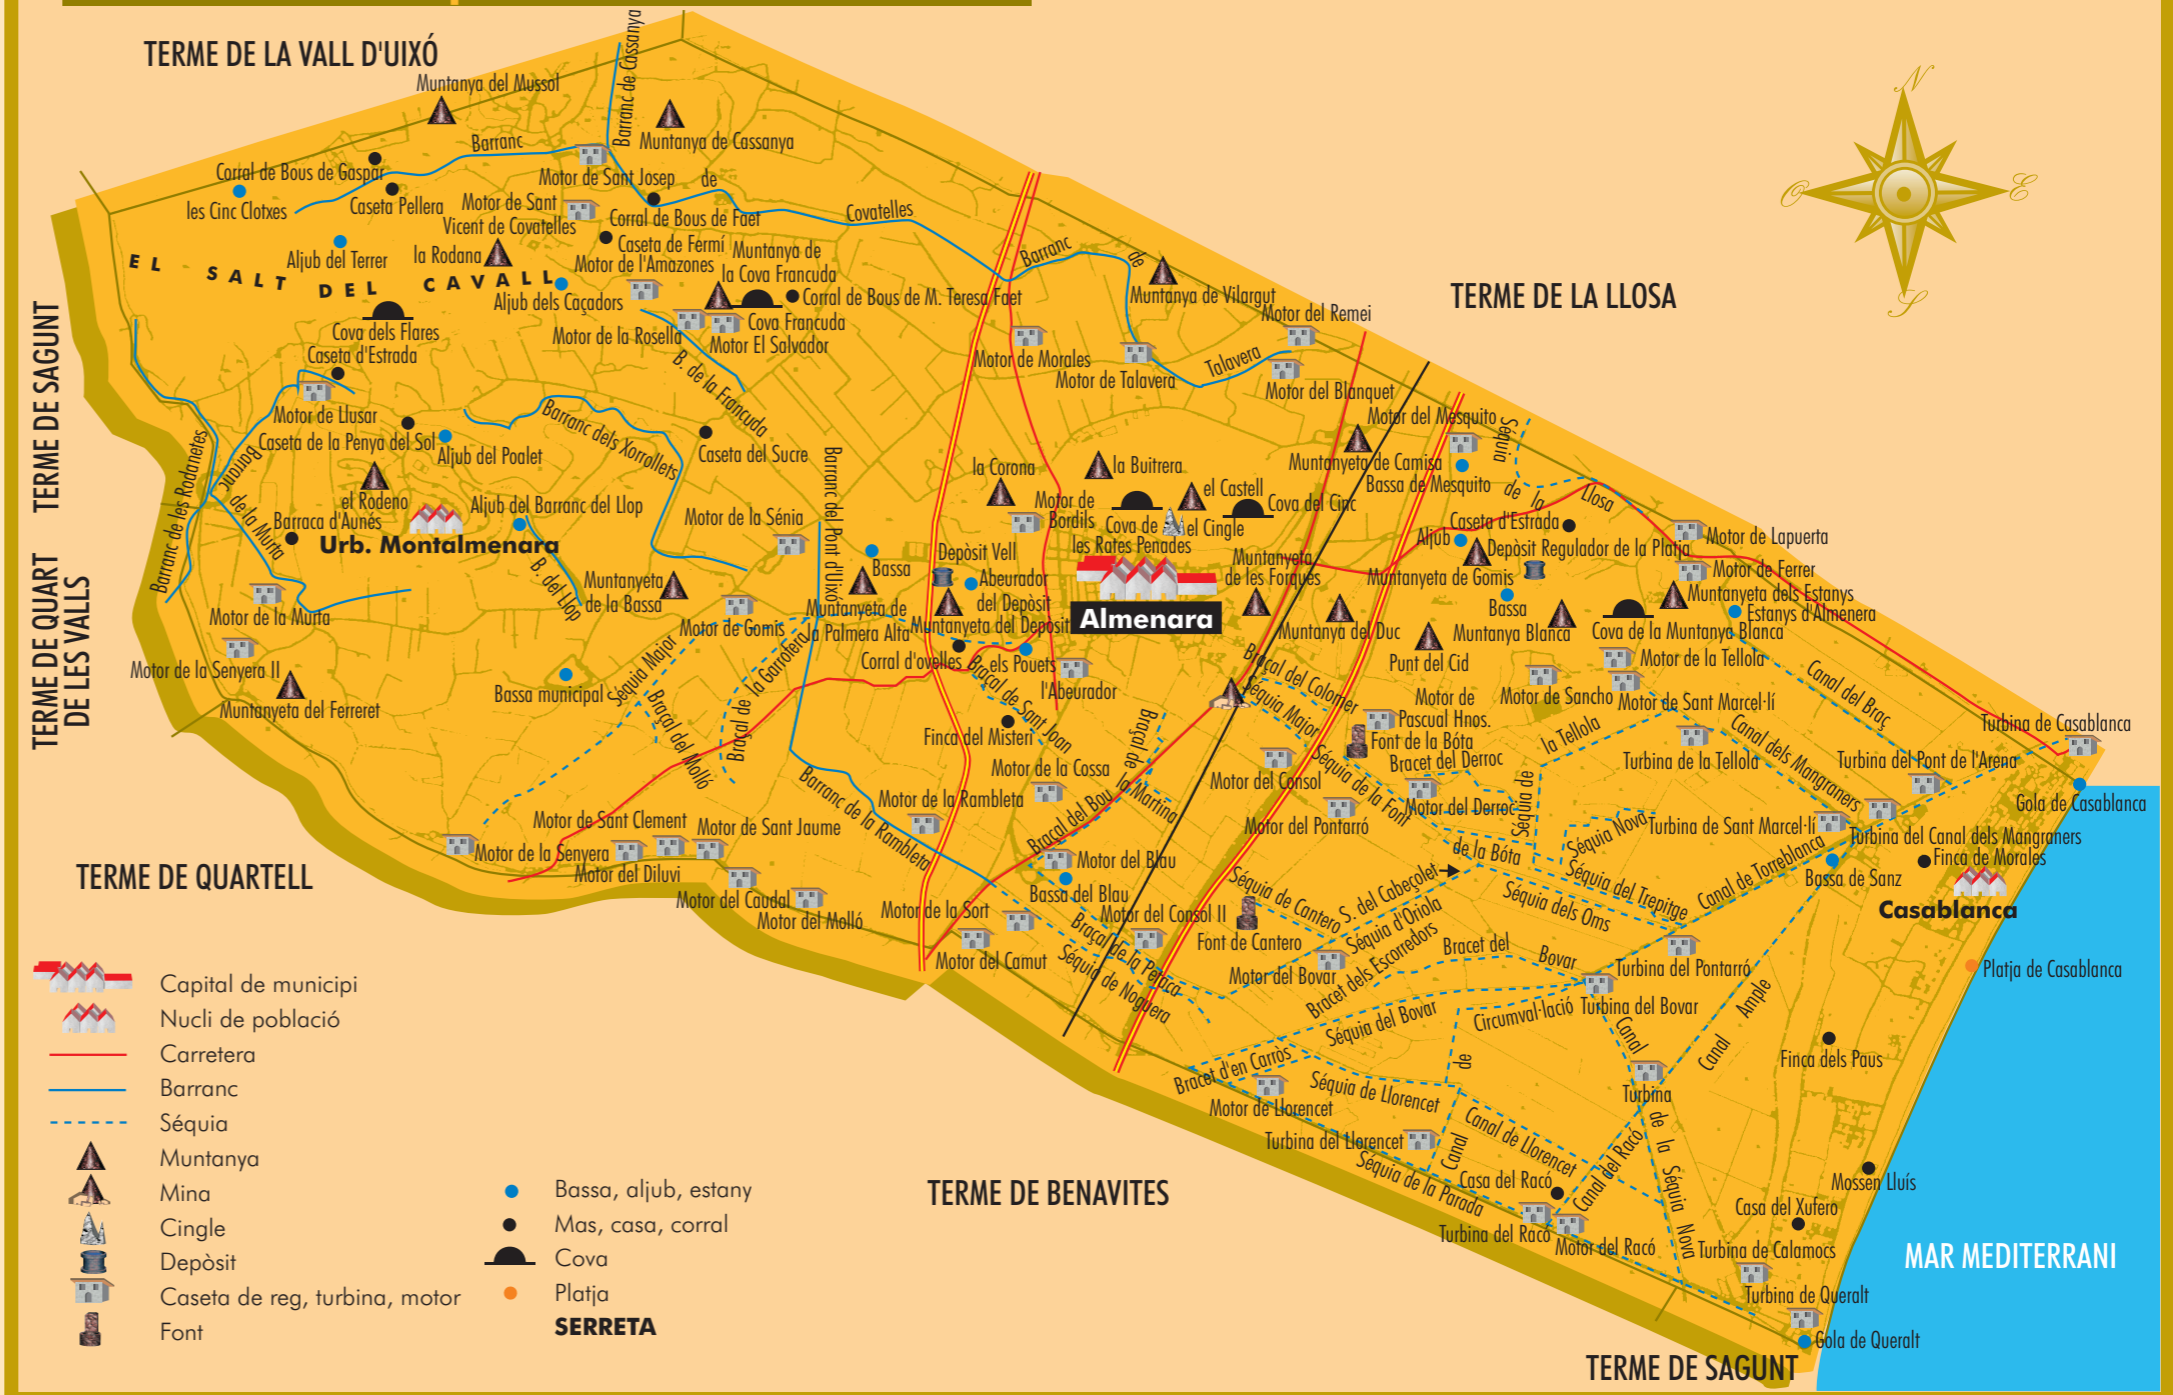 TERME DE LA VALL D'UIXÓ
Muntanya del Mussol
Barranc de Cassanya
Muntanya de Cassanya
Barranc
de
Covatelles
Corral de Bous de Gaspar
les Cinc Clotxes
Caseta Pellera
Motor de Sant Josep
Motor de Sant
Vicent de Covatelles
Corral de Bous de Faet
Caseta de Fermí
Aljub del Terrer
la Rodana
Motor de l'Amazones
Muntanya de
la Cova Francuda
EL SALT DEL CAVALL
Aljub dels Caçadors
Corral de Bous de M. Teresa Faet
Cova Francuda
Cova dels Flares
Motor de la Rosella
Motor El Salvador
Caseta d'Estrada
B. de la Francuda
Barranc
de
Talavera
Muntanya de Vilargut
Motor del Remei
Motor de Morales
Motor de Talavera
Motor del Blanquet
TERME DE LA LLOSA
N
E
S
O
TERME DE SAGUNT
TERME DE QUART
DE LES VALLS
Motor de Llusar
Caseta de la Penya del Sol
Aljub del Poalet
Barranc dels Xorrollets
Caseta del Sucre
Barranc de les Rodanetes
Barranc
de la Murta
el Rodeno
Barraca d'Aunés
Urb. Montalmenara
Aljub del Barranc del Llop
B. del Llop
Motor de la Sénia
Barranc del Pont d'Uixó
Muntanyeta
de la Bassa
Motor de la Murta
Motor de la Senyera II
Muntanyeta del Ferreret
Bassa municipal
Motor de Gomis
Séquia Major
Braçal del Molló
Braçal de la Garrofera
Bassa
Muntanyeta de
la Palmera Alta
Depòsit Vell
Abeurador
del Depòsit
Muntanyeta del Depòsit
Corral d'ovelles
els Pouets
l'Abeurador
la Corona
la Buitrera
Motor de
Bordils
Cova de
les Rates Penades
el Castell
el Cingle
Cova del Cinc
Almenara
Muntanyeta
de les Forques
Muntanya del Duc
Motor del Mesquito
Muntanyeta de Camisa
Bassa de Mesquito
Séquia
de la
Llosa
Caseta d'Estrada
Aljub
Depòsit Regulador de la Platja
Motor de Lapuerta
Motor de Ferrer
Muntanyeta de Gomis
Bassa
Muntanyeta dels Estanys
Estanys d'Almenera
Muntanya Blanca
Cova de la Muntanya Blanca
Punt del Cid
Motor de la Tellola
Motor de Sancho
Motor de Sant Marcel·lí
Canal del Braç
Turbina de Casablanca
Braçal del Colomer
Séquia Major
Motor de
Pascual Hnos.
Font de la Bóta
Bracet del Derroc
Motor del Derroc
la Tellola
Séquia de
Turbina de la Tellola
Canal dels Mangraners
Turbina del Pont de l'Arena
Gola de Casablanca
Braçal de Sant Joan
Finca del Misteri
Motor de la Cossa
Braçal de
la Martina
Motor del Consol
Motor del Pontarró
Séquia de la Font
de la Bóta
Séquia Nova
Turbina de Sant Marcel·lí
Turbina del Canal dels Mangraners
Finca de Morales
Bassa de Sanz
Casablanca
Platja de Casablanca
Barranc de la Rambleta
Motor de la Rambleta
Braçal del Bou
Motor del Blau
Bassa del Blau
Motor de Sant Clement
Motor de Sant Jaume
Motor de la Senyera
Motor del Diluvi
Motor del Caudal
Motor del Molló
Motor de la Sort
Motor del Camut
Motor del Consol II
Braçal de la Petaca
Séquia de Noguera
Séquia de Cantero
Font de Cantero
S. del Cabeçolet
Séquia d'Oriola
Motor del Bovar
Bracet dels Escorredors
Séquia del Trepitge
Séquia dels Oms
Canal de Torreblanca
Bracet del
Bovar
Turbina del Pontarró
Turbina del Bovar
Séquia del Bovar
Circumval·lació
de
Canal
Canal
Ample
Finca dels Paus
TERME DE QUARTELL
Bracet d'en Carròs
Motor de Llorencet
Séquia de Llorencet
Turbina del Llorencet
Canal de Llorencet
Canal
de la Séquia Nova
Turbina
Canal del Racó
Séquia de la Parada
Casa del Racó
Turbina del Racó
Motor del Racó
Mossen Lluís
Casa del Xufero
Turbina de Calamocs
Turbina de Queralt
Gola de Queralt
TERME DE BENAVITES
MAR MEDITERRANI
TERME DE SAGUNT
Capital de municipi
Nucli de població
Carretera
Barranc
Séquia
Muntanya
Mina
Cingle
Depòsit
Caseta de reg, turbina, motor
Font
Bassa, aljub, estany
Mas, casa, corral
Cova
Platja
SERRETA